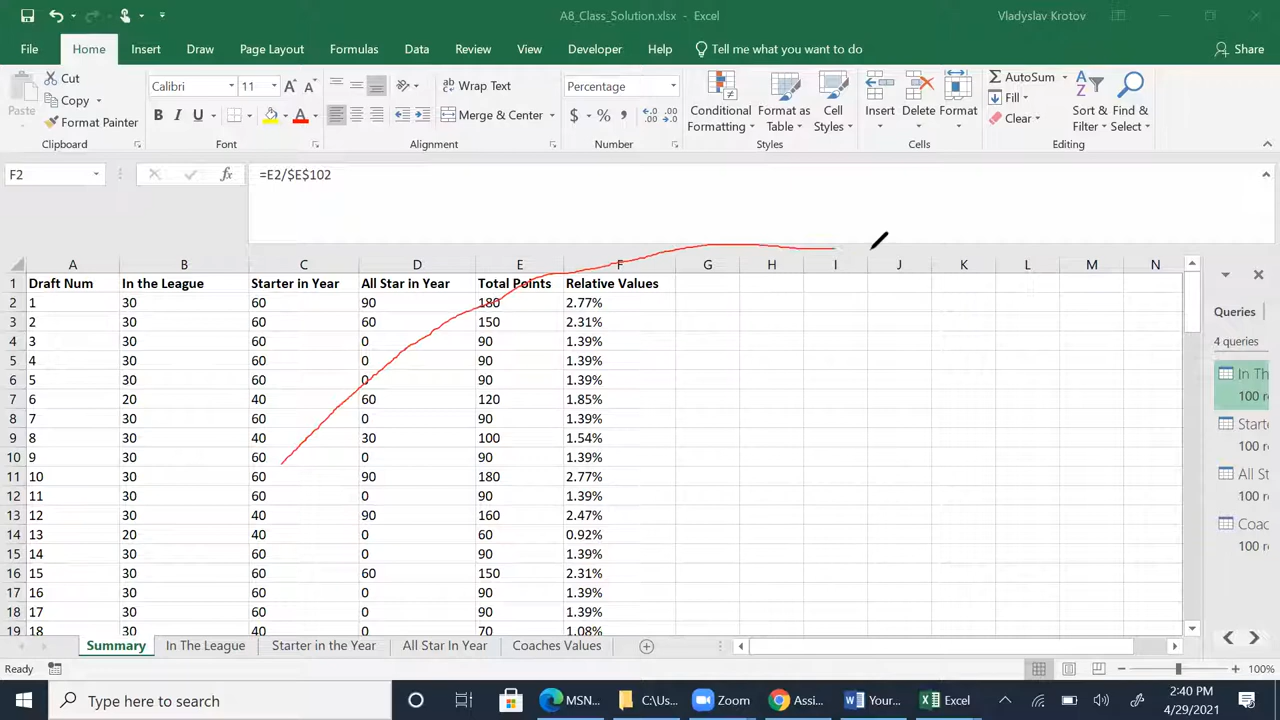 A8_Class_Solution.xlsx - Excel
Vladyslav Krotov
File Home Insert Draw Page Layout Formulas Data Review View Developer Help Tell me what you want to do Share
Paste
Cut
Copy
Format Painter
Clipboard
Calibri 11
B I U
Font
Wrap Text
Merge & Center
Alignment
Percentage
$ % ,
Number
Conditional Formatting
Format as Table
Cell Styles
Styles
Insert
Delete
Format
Cells
AutoSum
Fill
Clear
Sort & Filter
Find & Select
Editing
F2 fx =E2/$E$102
A B C D E F G H I J K L M N
1 Draft Num In the League Starter in Year All Star in Year Total Points Relative Values
2 1 30 60 90 180 2.77%
3 2 30 60 60 150 2.31%
4 3 30 60 0 90 1.39%
5 4 30 60 0 90 1.39%
6 5 30 60 0 90 1.39%
7 6 20 40 60 120 1.85%
8 7 30 60 0 90 1.39%
9 8 30 40 30 100 1.54%
10 9 30 60 0 90 1.39%
11 10 30 60 90 180 2.77%
12 11 30 60 0 90 1.39%
13 12 30 40 90 160 2.47%
14 13 20 40 0 60 0.92%
15 14 30 60 0 90 1.39%
16 15 30 60 60 150 2.31%
17 16 30 60 0 90 1.39%
18 17 30 60 0 90 1.39%
19 18 30 40 0 70 1.08%
Queries
4 queries
In Th
100 r
Starte
100 r
All St
100 r
Coac
100 r
Summary In The League Starter in the Year All Star In Year Coaches Values
Ready
100%
Type here to search
MSN...
C:\Us...
Zoom
Assi...
Your...
Excel
2:40 PM
4/29/2021